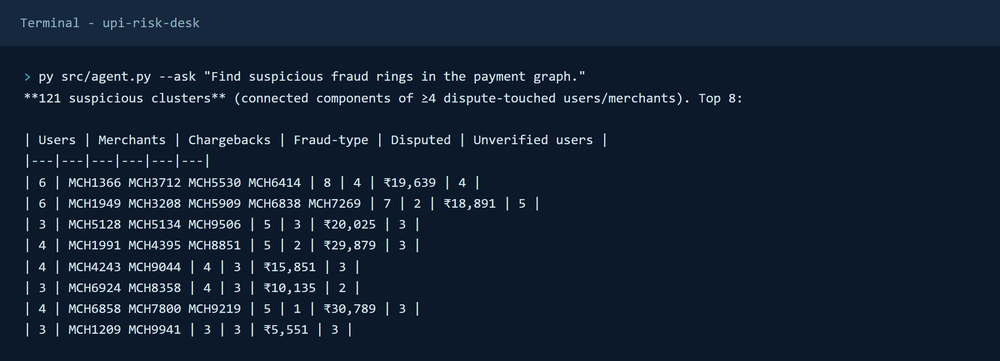 Terminal - upi-risk-desk
> py src/agent.py --ask "Find suspicious fraud rings in the payment graph."
**121 suspicious clusters** (connected components of ≥4 dispute-touched users/merchants). Top 8:
| Users | Merchants | Chargebacks | Fraud-type | Disputed | Unverified users |
|---|---|---|---|---|---|
| 6 | MCH1366 MCH3712 MCH5530 MCH6414 | 8 | 4 | ₹19,639 | 4 |
| 6 | MCH1949 MCH3208 MCH5909 MCH6838 MCH7269 | 7 | 2 | ₹18,891 | 5 |
| 3 | MCH5128 MCH5134 MCH9506 | 5 | 3 | ₹20,025 | 3 |
| 4 | MCH1991 MCH4395 MCH8851 | 5 | 2 | ₹29,879 | 3 |
| 4 | MCH4243 MCH9044 | 4 | 3 | ₹15,851 | 3 |
| 3 | MCH6924 MCH8358 | 4 | 3 | ₹10,135 | 2 |
| 4 | MCH6858 MCH7800 MCH9219 | 5 | 1 | ₹30,789 | 3 |
| 3 | MCH1209 MCH9941 | 3 | 3 | ₹5,551 | 3 |